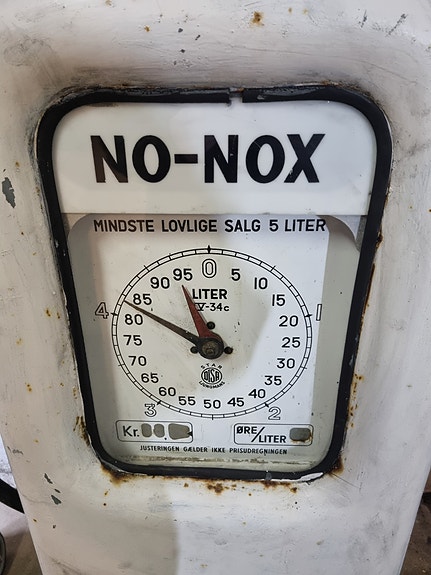 NO-NOX
MINDSTE LOVLIGE SALG 5 LITER
0
95 5
90 10
LITER
85 15
V-34c
4 1
80 20
75 25
70 30
65 35
60 40
55 50 45
DISA
3 2
Kr.
ØRE/
LITER
JUSTERINGEN GÆLDER IKKE PRISUDREGNINGEN